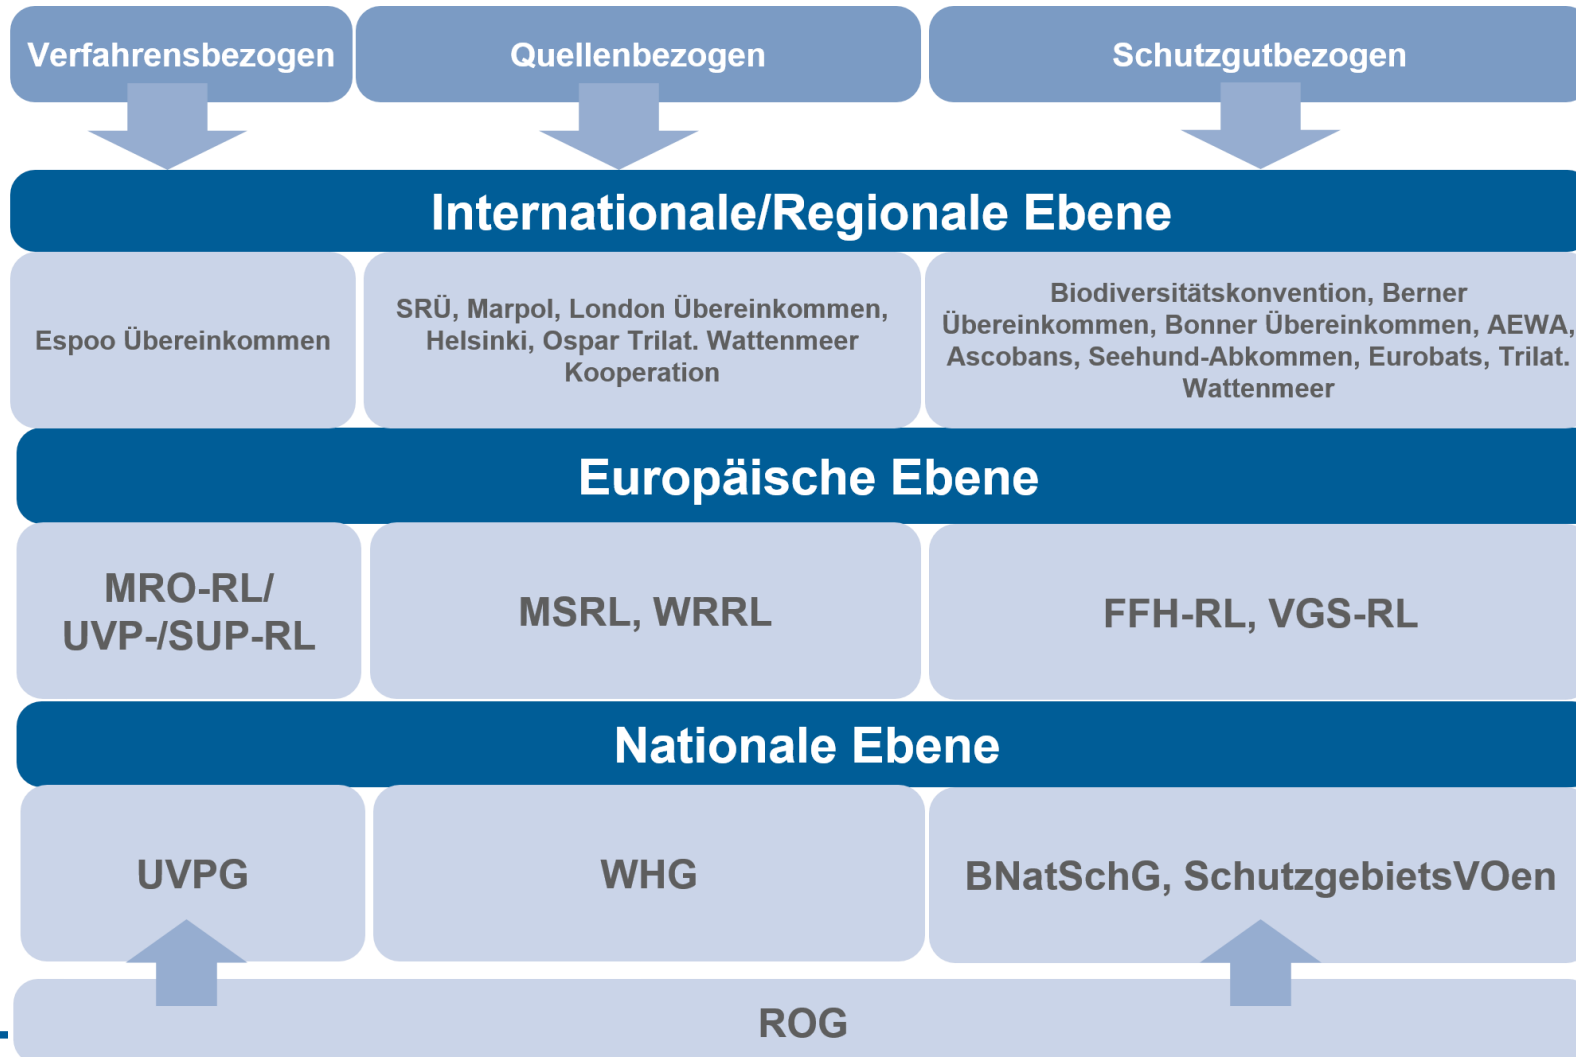 Verfahrensbezogen
Quellenbezogen
Schutzgutbezogen
Internationale/Regionale Ebene
Espoo Übereinkommen
SRÜ, Marpol, London Übereinkommen,
Helsinki, Ospar Trilat. Wattenmeer
Kooperation
Biodiversitätskonvention, Berner
Übereinkommen, Bonner Übereinkommen, AEWA,
Ascobans, Seehund-Abkommen, Eurobats, Trilat.
Wattenmeer
Europäische Ebene
MRO-RL/
UVP-/SUP-RL
MSRL, WRRL
FFH-RL, VGS-RL
Nationale Ebene
UVPG
WHG
BNatSchG, SchutzgebietsVOen
ROG